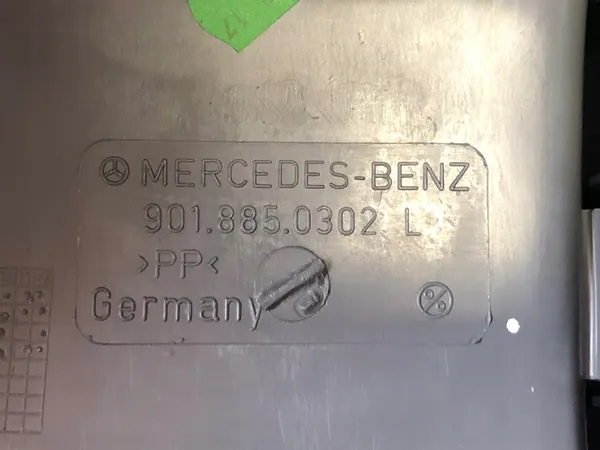 MERCEDES-BENZ
901.885.0302 L
>PP<
Germany